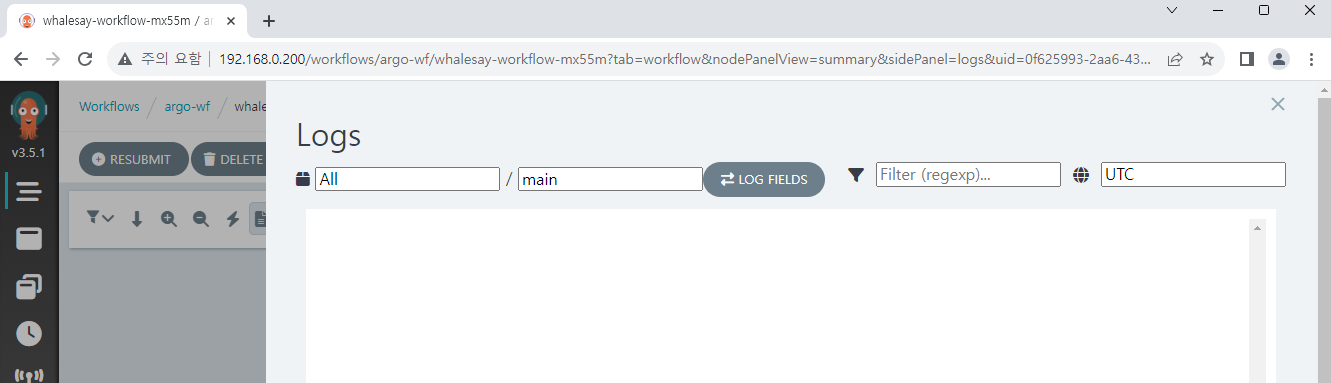 whalesay-workflow-mx55m / ar
주의 요함 192.168.0.200/workflows/argo-wf/whalesay-workflow-mx55m?tab=workflow&nodePanelView=summary&sidePanel=logs&uid=0f625993-2aa6-43...
v3.5.1
Workflows / argo-wf / whale
RESUBMIT DELETE
Logs
All / main LOG FIELDS Filter (regexp)... UTC